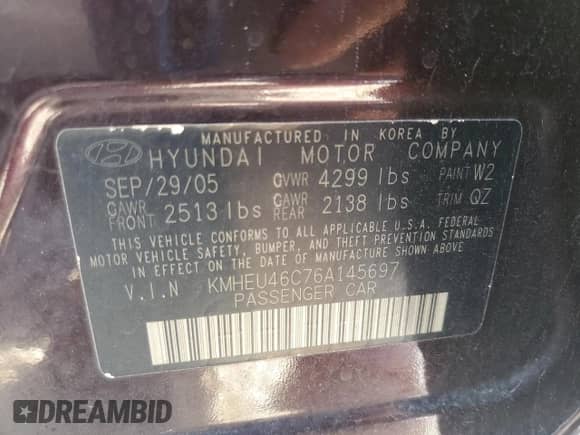 MANUFACTURED IN KOREA BY
HYUNDAI MOTOR COMPANY
SEP/29/05 GVWR 4299 lbs PAINT W2
GAWR FRONT 2513 lbs GAWR REAR 2138 lbs TRIM QZ
THIS VEHICLE CONFORMS TO ALL APPLICABLE U.S.A. FEDERAL
MOTOR VEHICLE SAFETY, BUMPER, AND THEFT PREVENTION STANDARDS
IN EFFECT ON THE DATE OF MANUFACTURE SHOWN ABOVE.
V.I.N KMHEU46C76A145697
PASSENGER CAR
DREAMBID